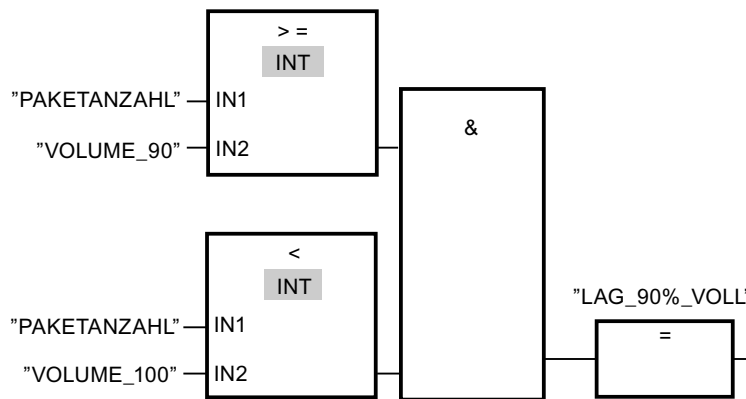 > =
INT
"PAKETANZAHL" IN1
"VOLUME_90" IN2
&
<
INT
"PAKETANZAHL" IN1
"VOLUME_100" IN2
"LAG_90%_VOLL"
=